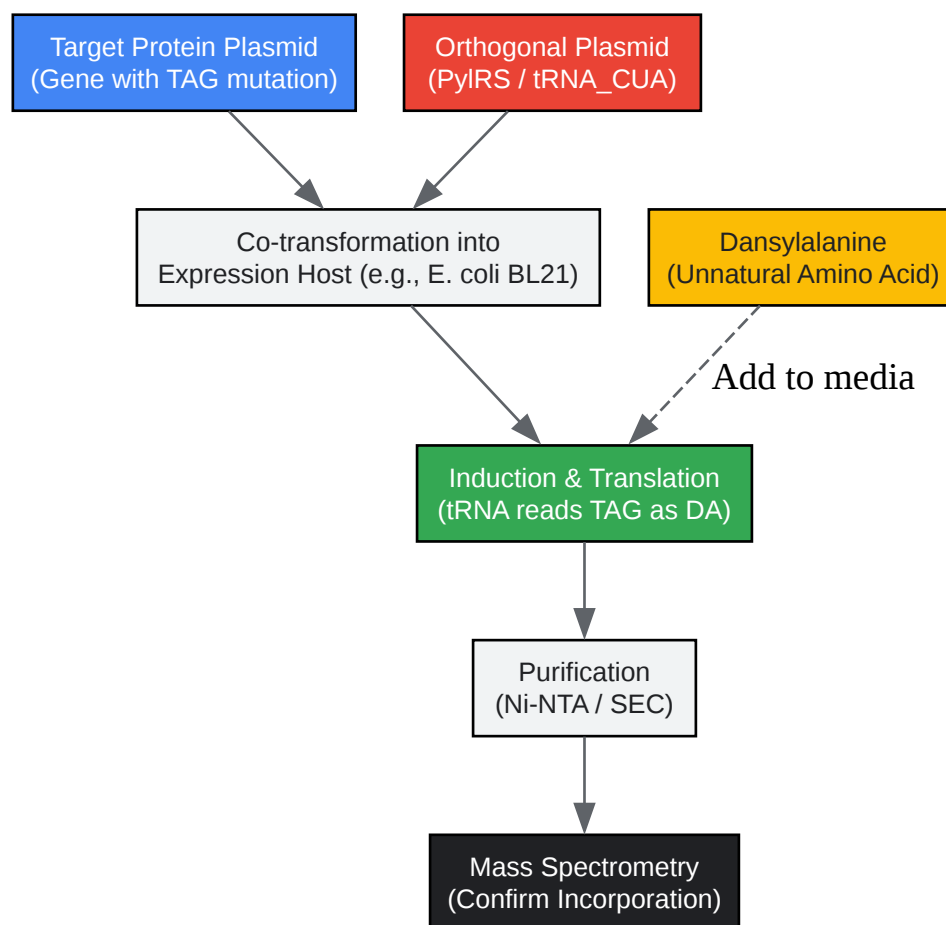 Target Protein Plasmid
(Gene with TAG mutation)
Orthogonal Plasmid
(PylRS / tRNA_CUA)
Co-transformation into
Expression Host (e.g., E. coli BL21)
Dansylalanine
(Unnatural Amino Acid)
Add to media
Induction & Translation
(tRNA reads TAG as DA)
Purification
(Ni-NTA / SEC)
Mass Spectrometry
(Confirm Incorporation)